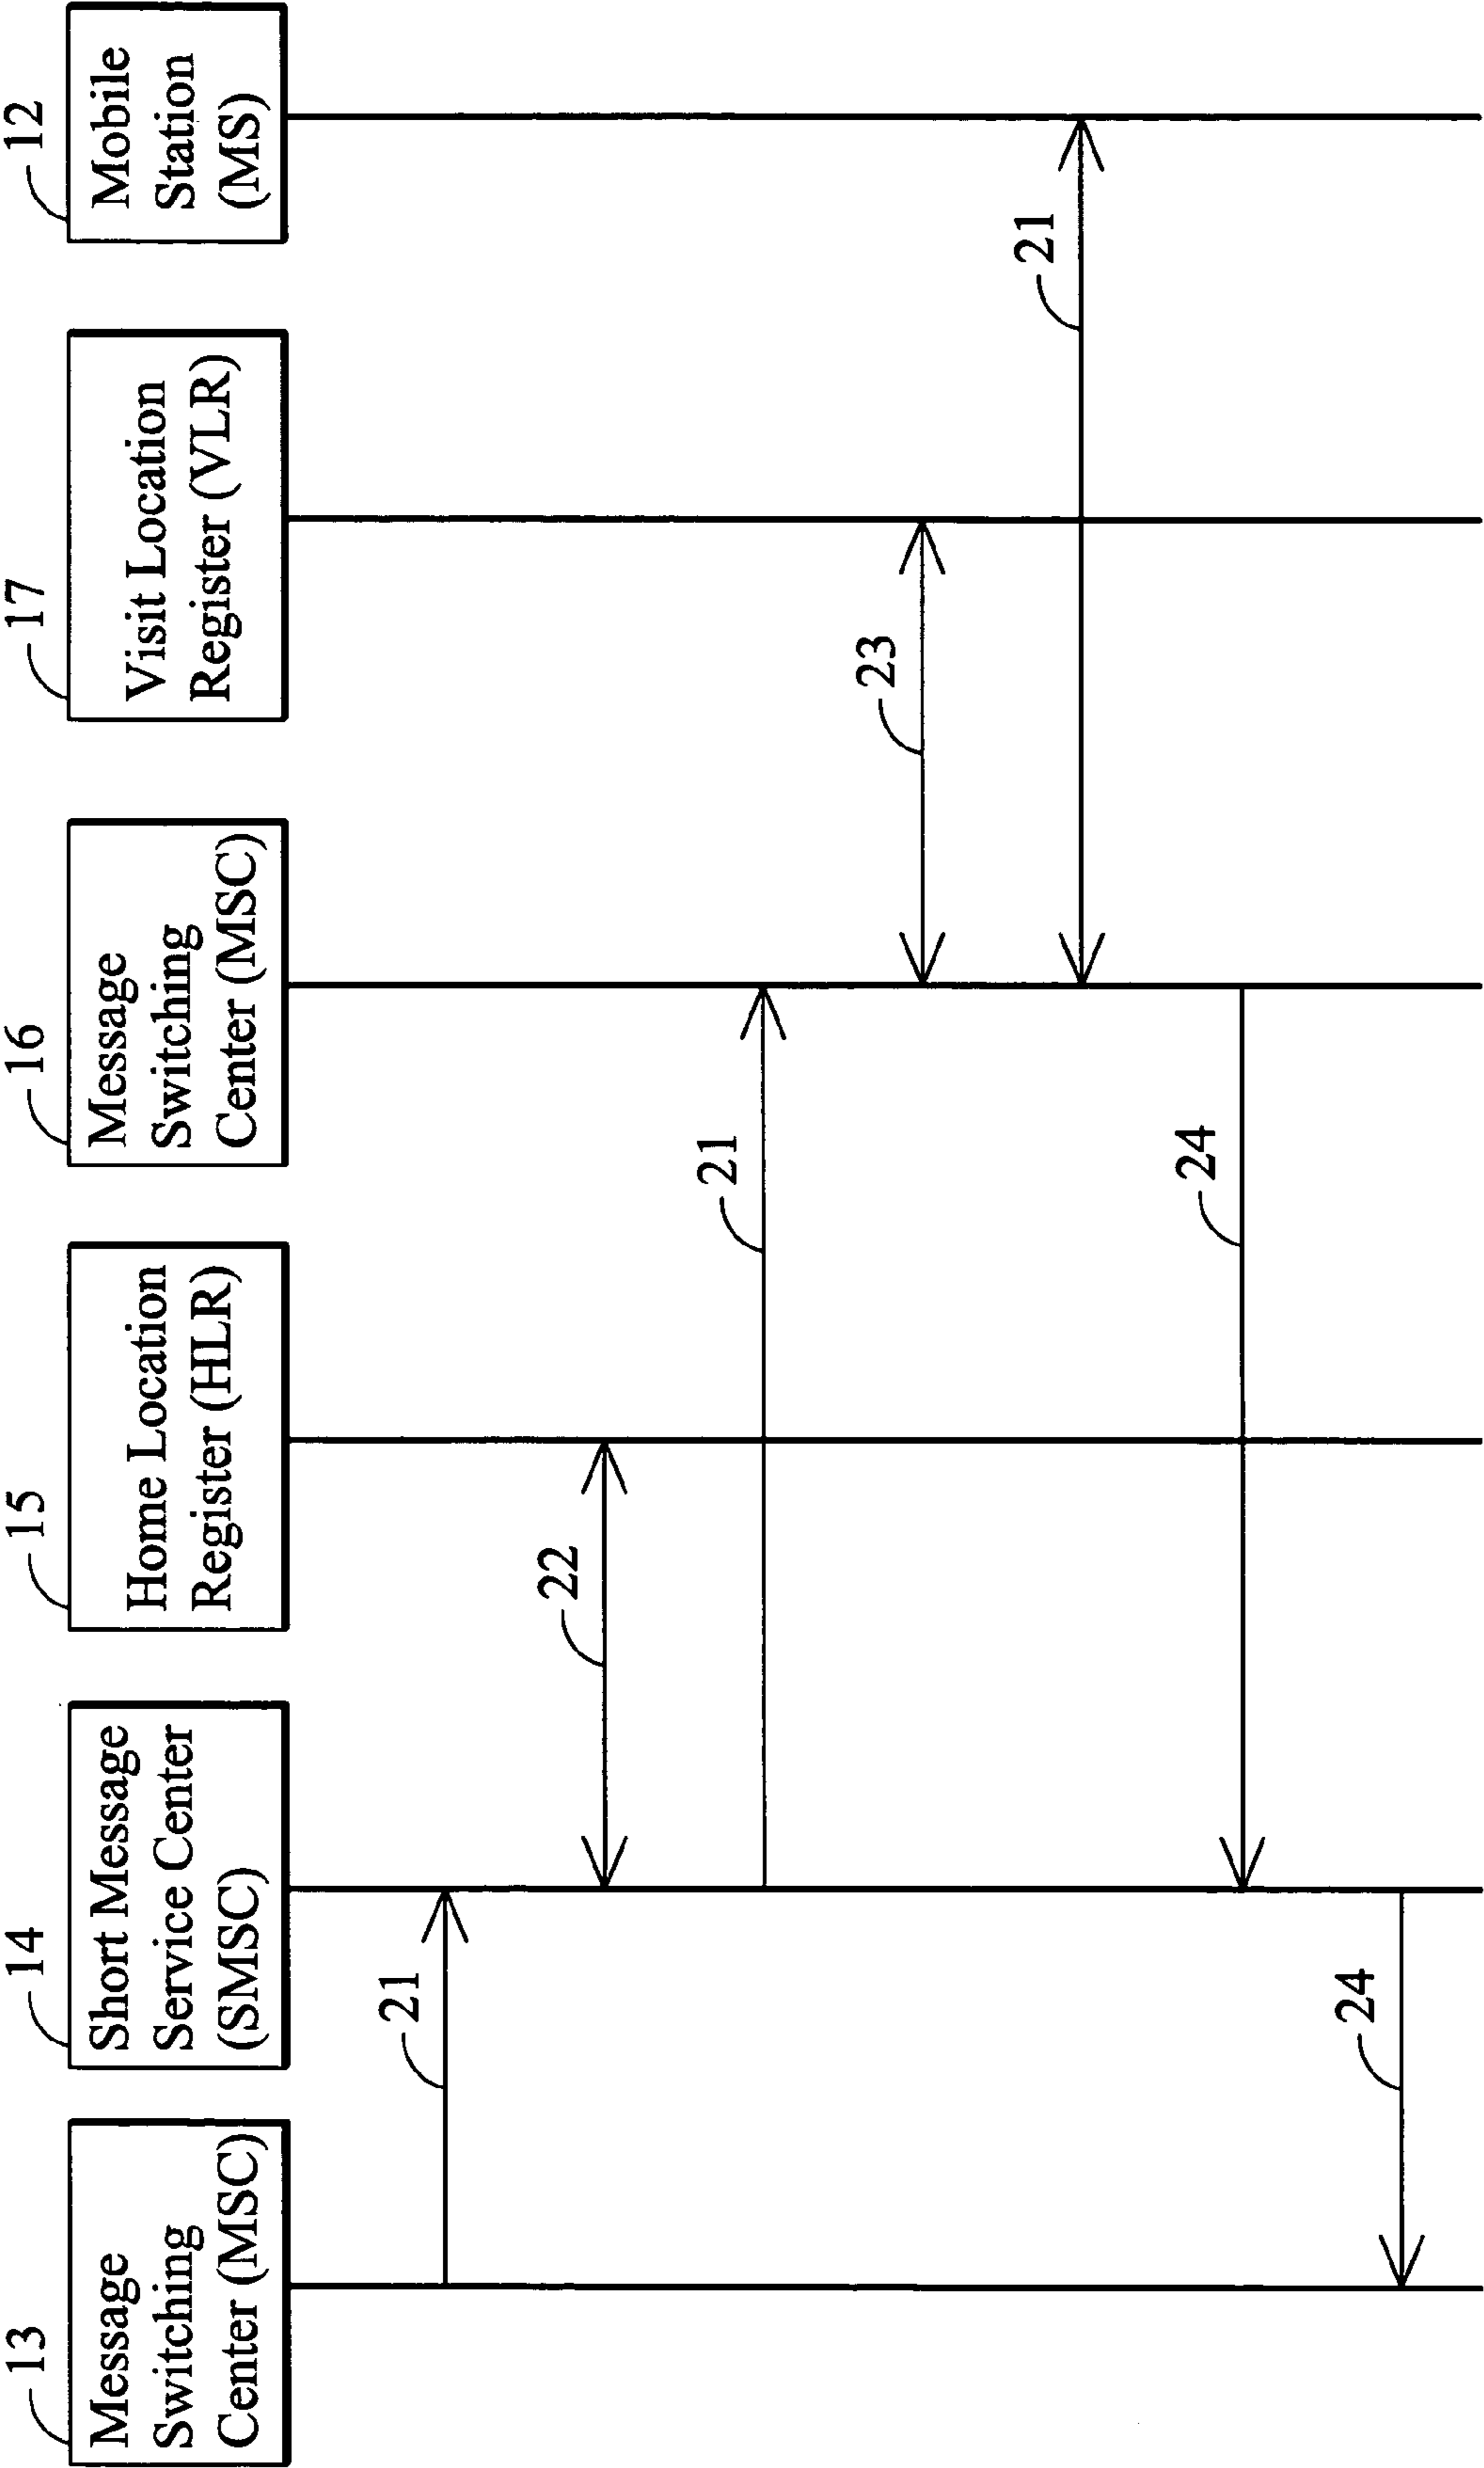 13
Message
Switching
Center (MSC)
14
Short Message
Service Center
(SMSC)
15
Home Location
Register (HLR)
16
Message
Switching
Center (MSC)
17
Visit Location
Register (VLR)
12
Mobile
Station
(MS)
21
22
21
23
21
24
24